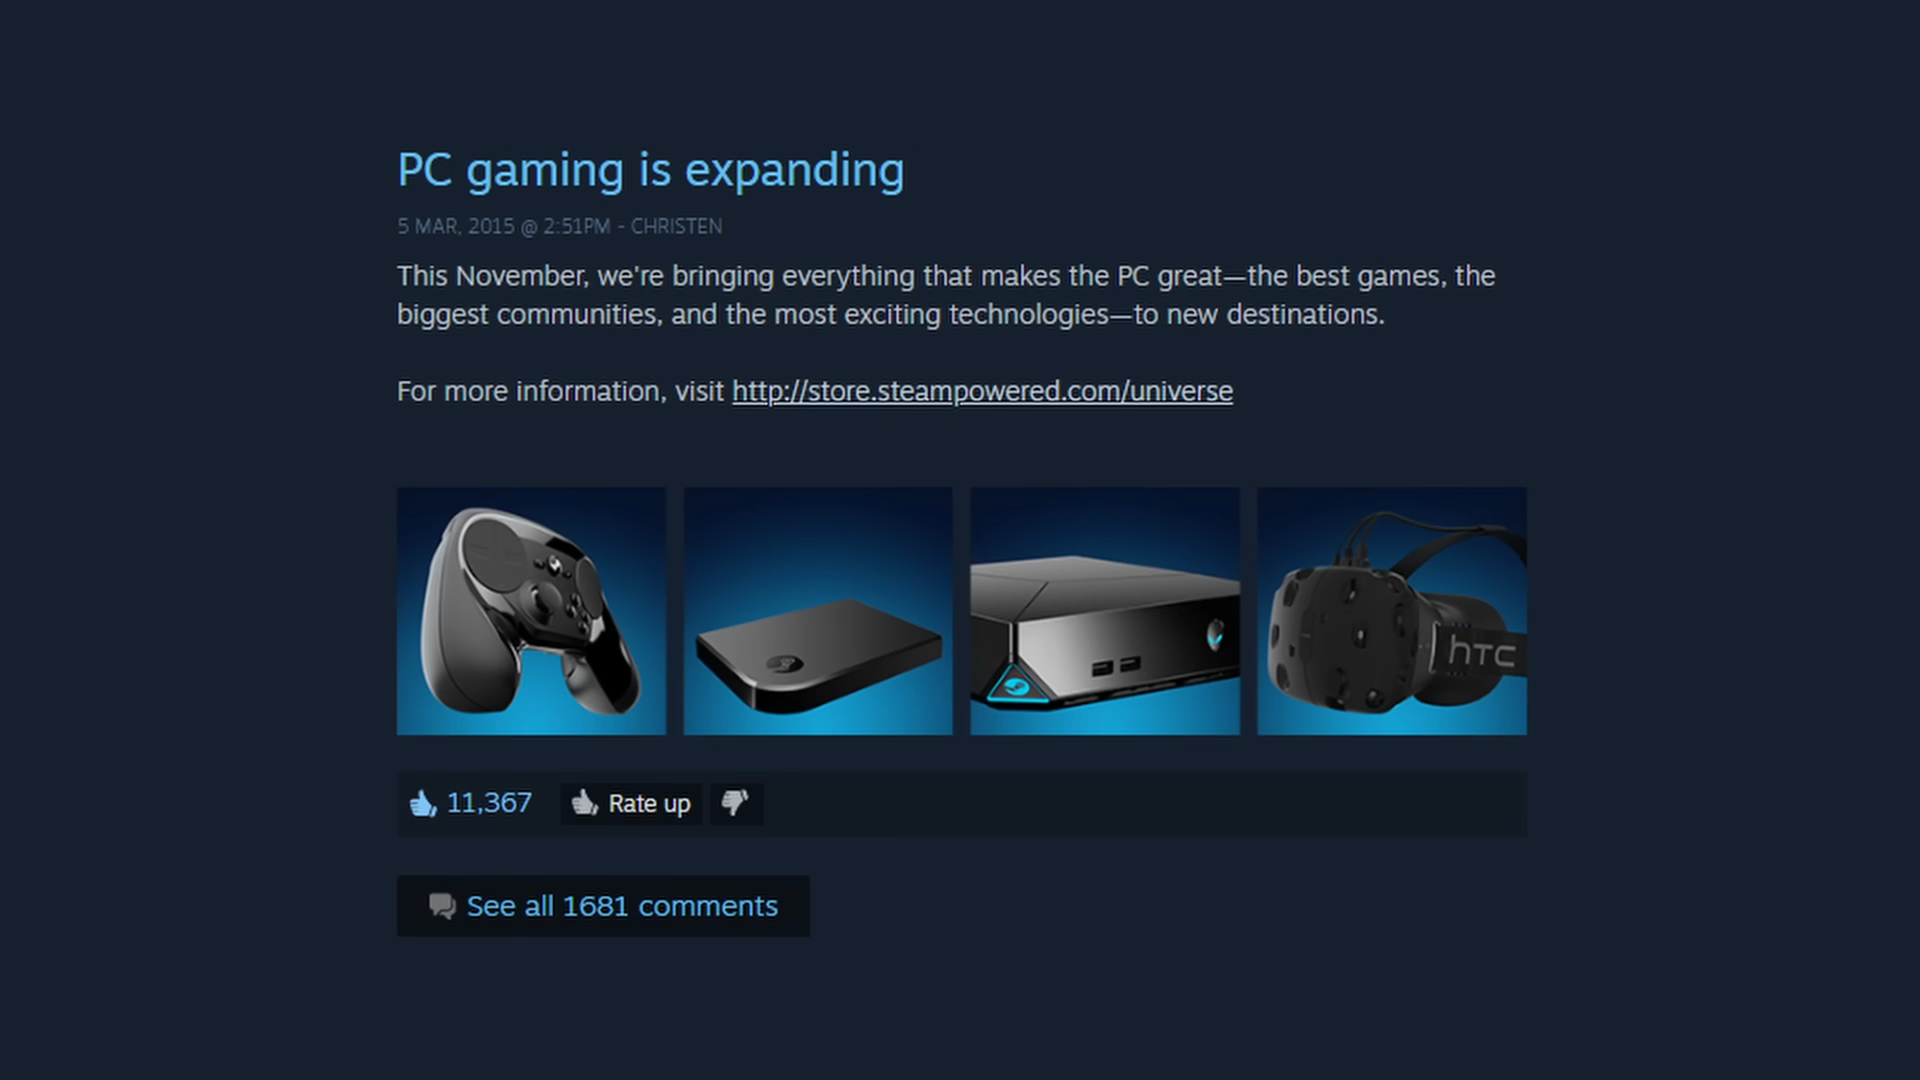 PC gaming is expanding
5 MAR, 2015 @ 2:51PM - CHRISTEN
This November, we're bringing everything that makes the PC great—the best games, the
biggest communities, and the most exciting technologies—to new destinations.
For more information, visit http://store.steampowered.com/universe
hTC
11,367 Rate up
See all 1681 comments